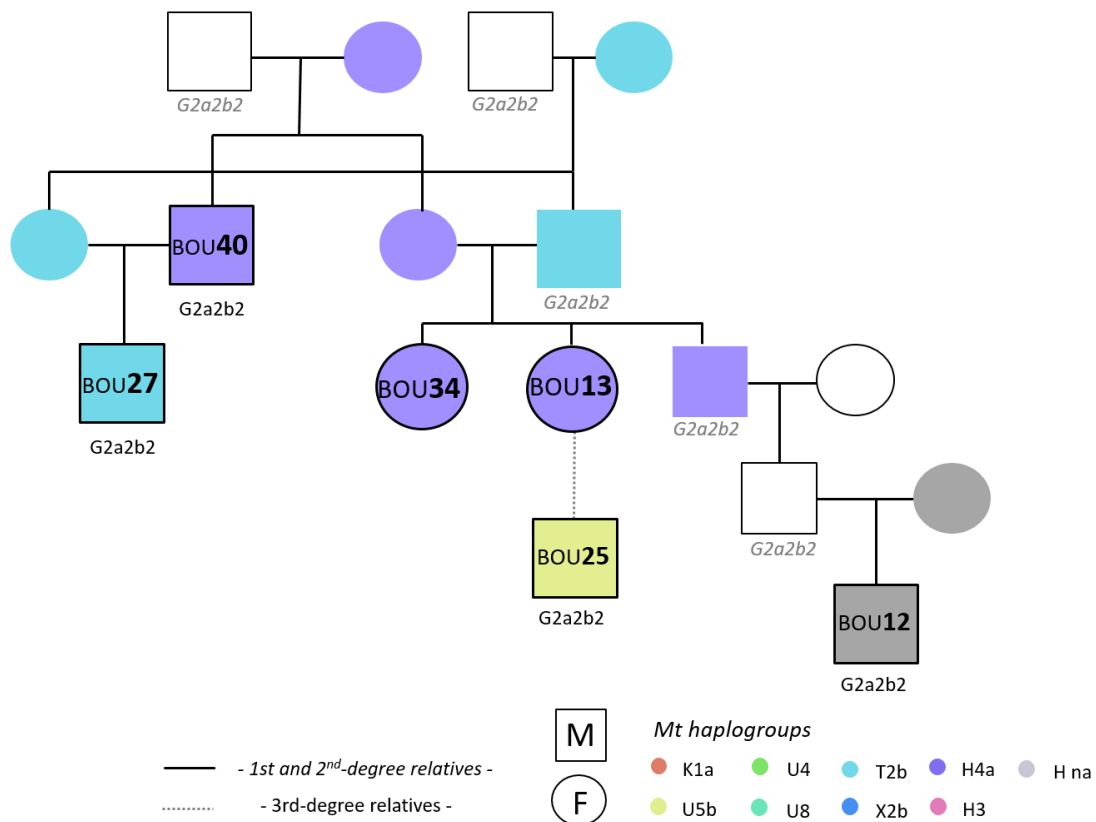 G2a2b2
G2a2b2
BOU40
G2a2b2
G2a2b2
BOU27
G2a2b2
BOU34
BOU13
G2a2b2
BOU25
G2a2b2
G2a2b2
BOU12
G2a2b2
- 1st and 2nd-degree relatives -
- 3rd-degree relatives -
M
F
Mt haplogroups
K1a U4 T2b H4a H na
U5b U8 X2b H3